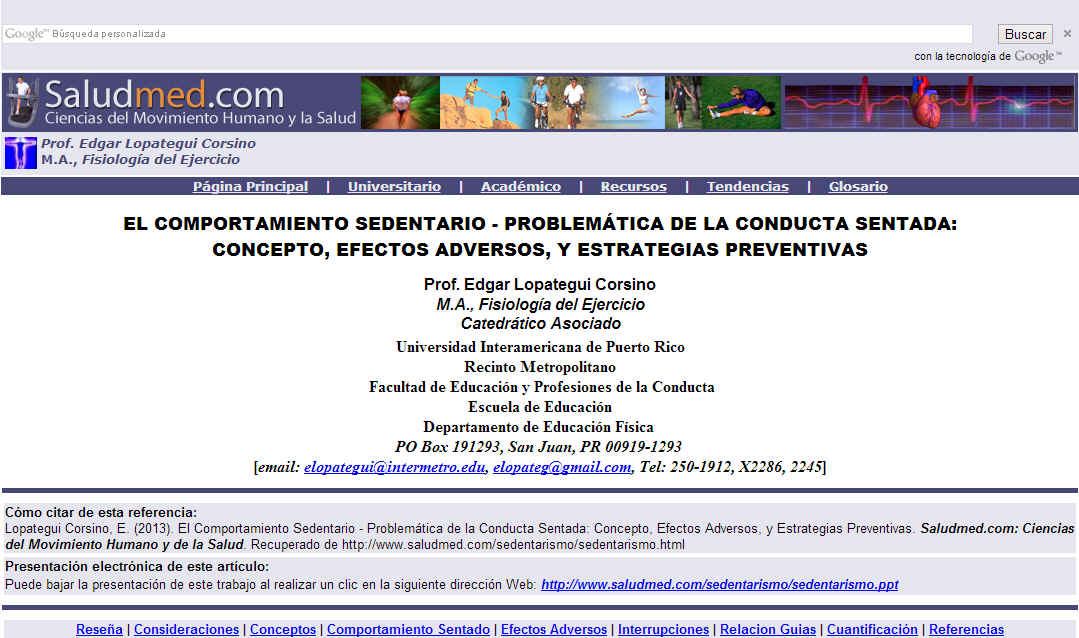 Google™ Búsqueda personalizada
Buscar ×
con la tecnología de Google™
Saludmed.com
Ciencias del Movimiento Humano y la Salud
Prof. Edgar Lopategui Corsino
M.A., Fisiología del Ejercicio
Página Principal | Universitario | Académico | Recursos | Tendencias | Glosario
EL COMPORTAMIENTO SEDENTARIO - PROBLEMÁTICA DE LA CONDUCTA SENTADA:
CONCEPTO, EFECTOS ADVERSOS, Y ESTRATEGIAS PREVENTIVAS
Prof. Edgar Lopategui Corsino
M.A., Fisiología del Ejercicio
Catedrático Asociado
Universidad Interamericana de Puerto Rico
Recinto Metropolitano
Facultad de Educación y Profesiones de la Conducta
Escuela de Educación
Departamento de Educación Física
PO Box 191293, San Juan, PR 00919-1293
[email: elopategui@intermetro.edu, elopateg@gmail.com, Tel: 250-1912, X2286, 2245]
Cómo citar de esta referencia:
Lopategui Corsino, E. (2013). El Comportamiento Sedentario - Problemática de la Conducta Sentada: Concepto, Efectos Adversos, y Estrategias Preventivas. Saludmed.com: Ciencias
del Movimiento Humano y de la Salud. Recuperado de http://www.saludmed.com/sedentarismo/sedentarismo.html
Presentación electrónica de este artículo:
Puede bajar la presentación de este trabajo al realizar un clic en la siguiente dirección Web: http://www.saludmed.com/sedentarismo/sedentarismo.ppt
Reseña | Consideraciones | Conceptos | Comportamiento Sentado | Efectos Adversos | Interrupciones | Relacion Guias | Cuantificación | Referencias